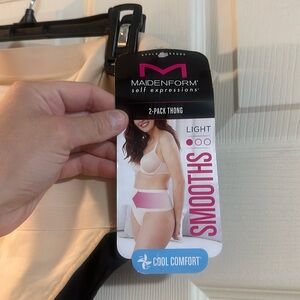 MAIDENFORM
self expressions
2-PACK THONG
LIGHT
SMOOTHS
COOL COMFORT